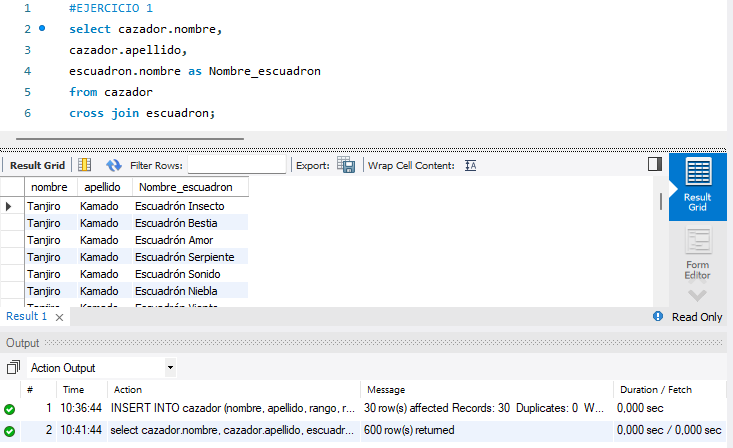 1 #EJERCICIO 1
2 select cazador.nombre,
3 cazador.apellido,
4 escuadron.nombre as Nombre_escuadron
5 from cazador
6 cross join escuadron;
Result Grid Filter Rows: Export: Wrap Cell Content:
nombre apellido Nombre_escuadron
Tanjiro Kamado Escuadrón Insecto
Tanjiro Kamado Escuadrón Bestia
Tanjiro Kamado Escuadrón Amor
Tanjiro Kamado Escuadrón Serpiente
Tanjiro Kamado Escuadrón Sonido
Tanjiro Kamado Escuadrón Niebla
Tanjiro Kamado Escuadrón Viento
Result
Grid
Form
Editor
Result 1 Read Only
Output
Action Output
# Time Action Message Duration / Fetch
1 10:36:44 INSERT INTO cazador (nombre, apellido, rango, r... 30 row(s) affected Records: 30 Duplicates: 0 W... 0,000 sec
2 10:41:44 select cazador.nombre, cazador.apellido, escuadr... 600 row(s) returned 0,000 sec / 0,000 sec